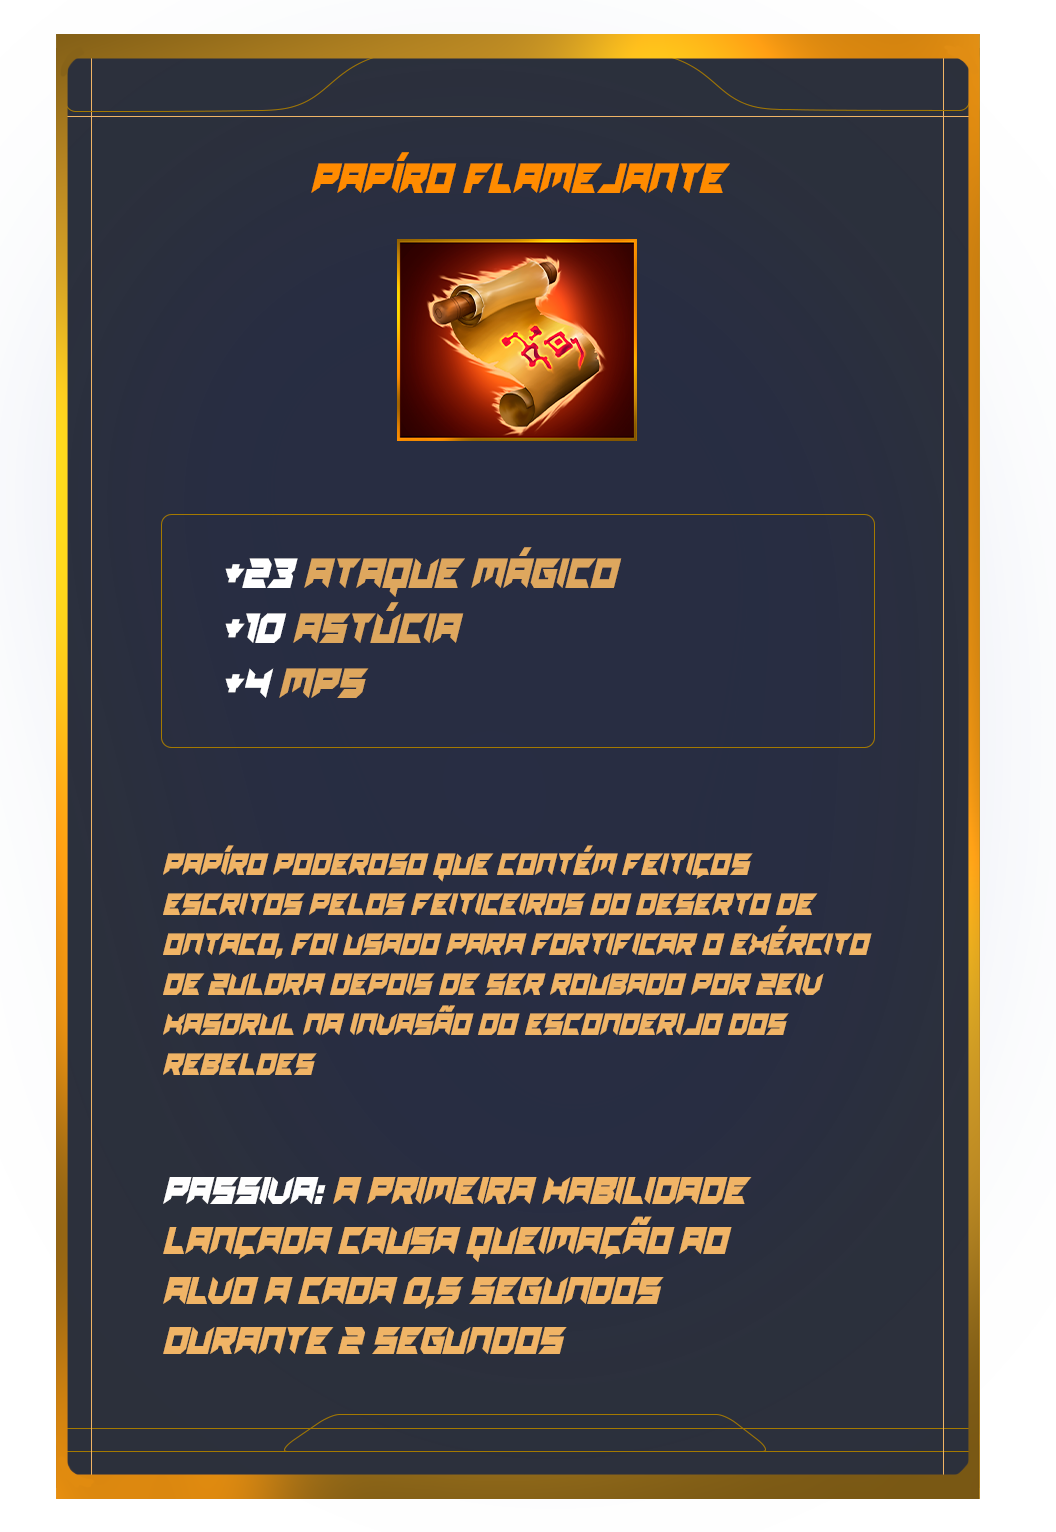 PAPÍRO FLAMEJANTE
+23 ATAQUE MÁGICO
+10 ASTÚCIA
+4 MPS
PAPÍRO PODEROSO QUE CONTÉM FEITIÇOS
ESCRITOS PELOS FEITICEIROS DO DESERTO DE
ONTACO, FOI USADO PARA FORTIFICAR O EXÉRCITO
DE ZULDRA DEPOIS DE SER ROUBADO POR ZEIV
HASDRUL NA INVASÃO DO ESCONDERIJO DOS
REBELDES
PASSIVA: A PRIMEIRA HABILIDADE
LANÇADA CAUSA QUEIMAÇÃO AO
ALVO A CADA 0,5 SEGUNDOS
DURANTE 2 SEGUNDOS